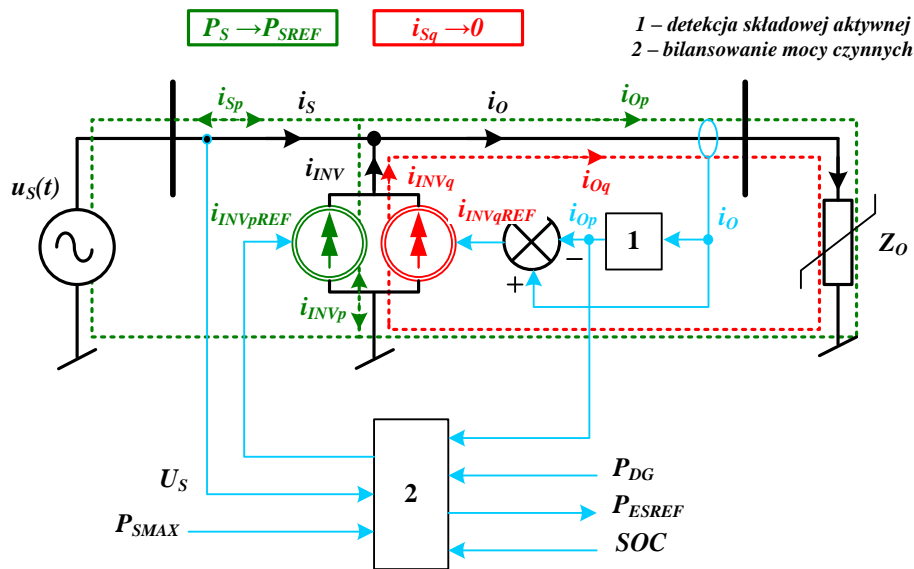 P_S → P_SREF
i_Sq → 0
1 – detekcja składowej aktywnej
2 – bilansowanie mocy czynnych
i_Sp
i_S
i_O
i_Op
u_S(t)
i_INV
i_INVq
i_Oq
i_INVpREF
i_INVqREF
i_Op
1
i_O
Z_O
+
–
i_INVp
2
U_S
P_SMAX
P_DG
P_ESREF
SOC